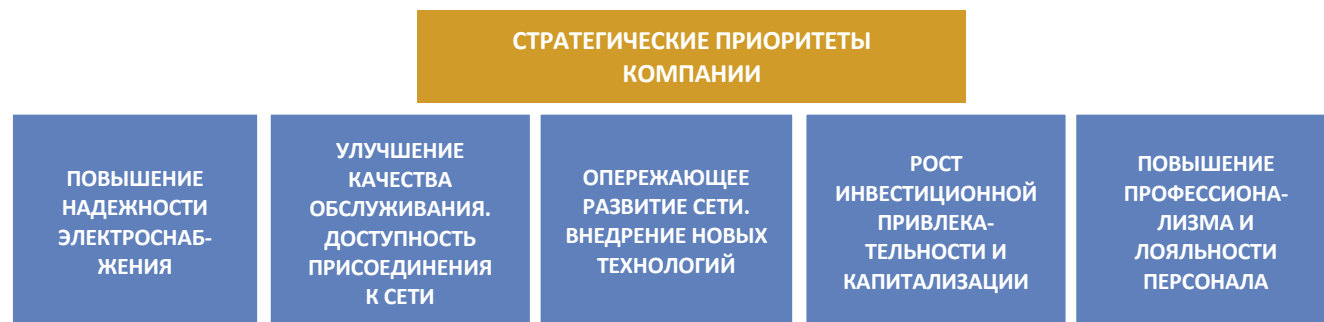 СТРАТЕГИЧЕСКИЕ ПРИОРИТЕТЫ
КОМПАНИИ
ПОВЫШЕНИЕ
НАДЕЖНОСТИ
ЭЛЕКТРОСНАБ-
ЖЕНИЯ
УЛУЧШЕНИЕ
КАЧЕСТВА
ОБСЛУЖИВАНИЯ.
ДОСТУПНОСТЬ
ПРИСОЕДИНЕНИЯ
К СЕТИ
ОПЕРЕЖАЮЩЕЕ
РАЗВИТИЕ СЕТИ.
ВНЕДРЕНИЕ НОВЫХ
ТЕХНОЛОГИЙ
РОСТ
ИНВЕСТИЦИОННОЙ
ПРИВЛЕКА-
ТЕЛЬНОСТИ И
КАПИТАЛИЗАЦИИ
ПОВЫШЕНИЕ
ПРОФЕССИОНА-
ЛИЗМА И
ЛОЯЛЬНОСТИ
ПЕРСОНАЛА